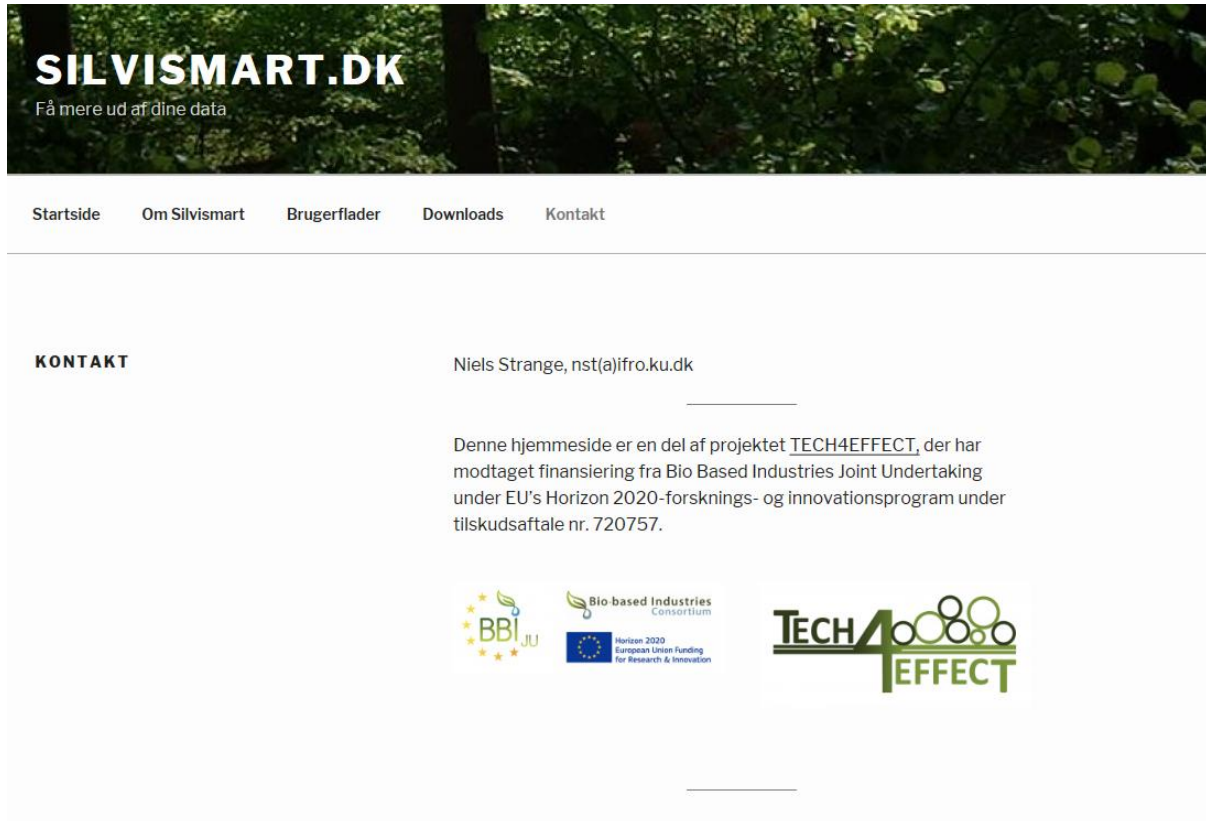 SILVISMART.DK
Få mere ud af dine data
Startside Om Silvismart Brugerflader Downloads Kontakt
KONTAKT
Niels Strange, nst(a)ifro.ku.dk
Denne hjemmeside er en del af projektet TECH4EFFECT, der har
modtaget finansiering fra Bio Based Industries Joint Undertaking
under EU's Horizon 2020-forsknings- og innovationsprogram under
tilskudsaftale nr. 720757.
BBI JU
Bio-based Industries
Consortium
Horizon 2020
European Union Funding
for Research & Innovation
TECH4
EFFECT